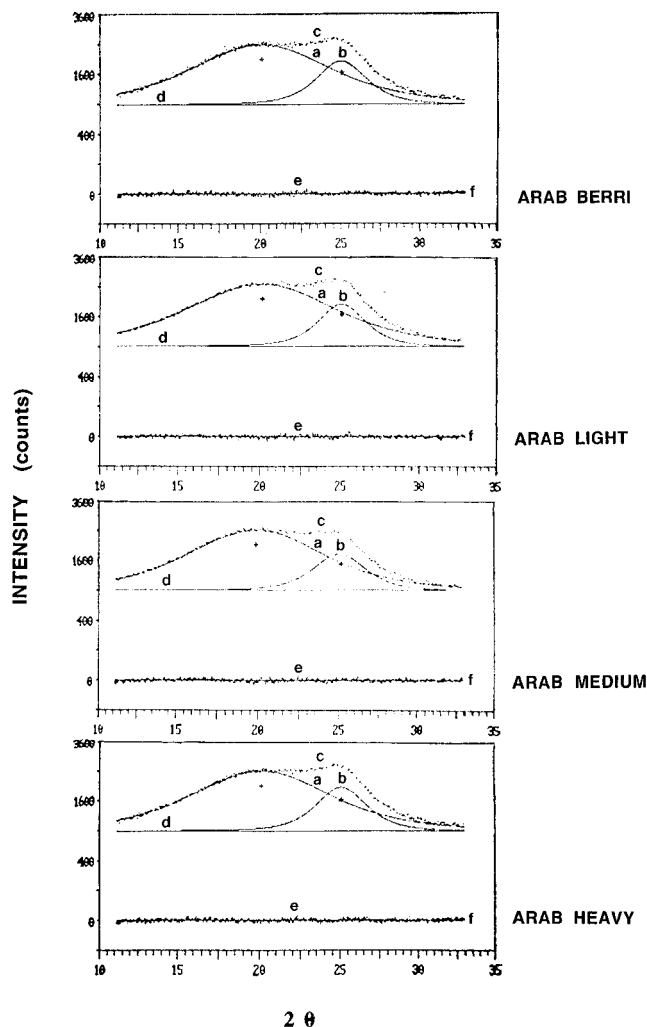 3600
1600
400
0
c
a
b
d
e
f
10
15
20
25
30
35
ARAB BERRI
3600
1600
400
0
c
a
b
d
e
f
10
15
20
25
30
35
ARAB LIGHT
3600
1600
400
0
c
a
b
d
e
f
10
15
20
25
30
35
ARAB MEDIUM
3600
1600
400
0
c
a
b
d
e
f
10
15
20
25
30
35
ARAB HEAVY
INTENSITY (counts)
2 θ